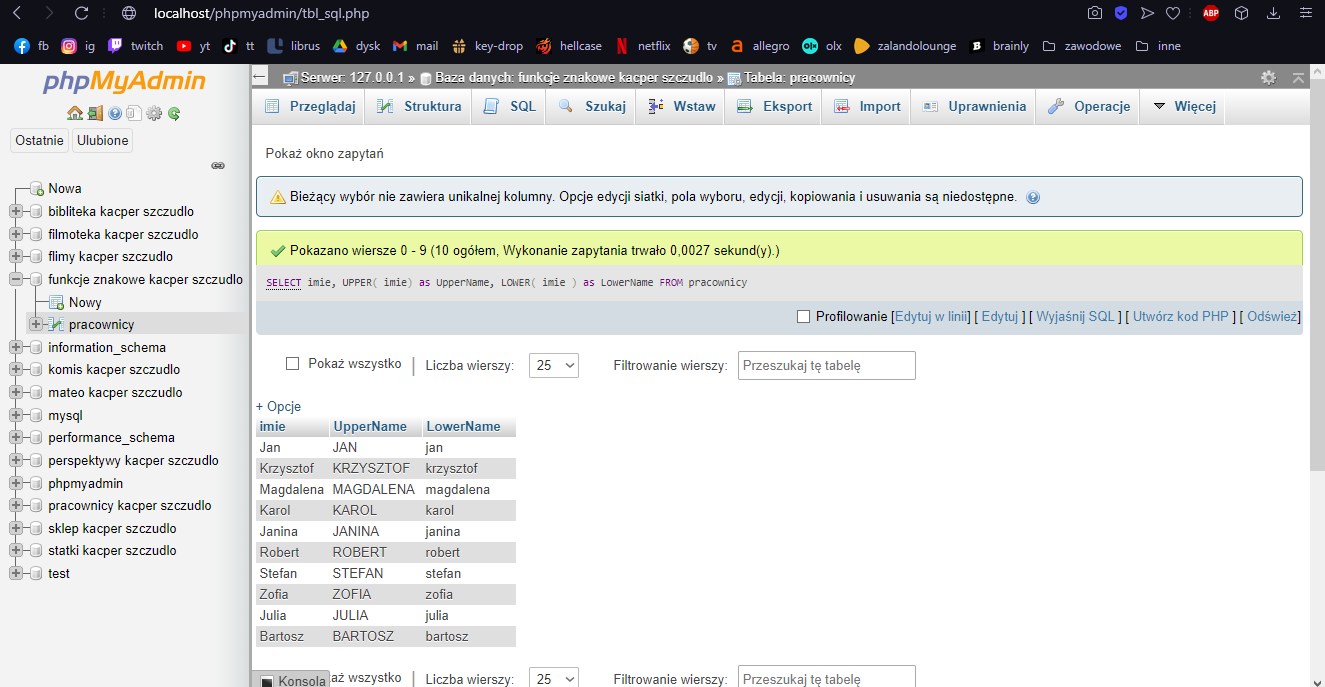 localhost/phpmyadmin/tbl_sql.php
ABP
fb ig twitch yt tt librus dysk mail key-drop hellcase netflix tv allegro olx zalandolounge brainly zawodowe inne
phpMyAdmin
Ostatnie Ulubione
Nowa
bibliteka kacper szczudlo
filmoteka kacper szczudlo
flimy kacper szczudlo
funkcje znakowe kacper szczudlo
Nowy
pracownicy
information_schema
komis kacper szczudlo
mateo kacper szczudlo
mysql
performance_schema
perspektywy kacper szczudlo
phpmyadmin
pracownicy kacper szczudlo
sklep kacper szczudlo
statki kacper szczudlo
test
Serwer: 127.0.0.1 » Baza danych: funkcje znakowe kacper szczudlo » Tabela: pracownicy
Przeglądaj Struktura SQL Szukaj Wstaw Eksport Import Uprawnienia Operacje Więcej
Pokaż okno zapytań
Bieżący wybór nie zawiera unikalnej kolumny. Opcje edycji siatki, pola wyboru, edycji, kopiowania i usuwania są niedostępne.
Pokazano wiersze 0 - 9 (10 ogółem, Wykonanie zapytania trwało 0,0027 sekund(y).)
SELECT imie, UPPER( imie) as UpperName, LOWER( imie ) as LowerName FROM pracownicy
Profilowanie [Edytuj w linii] [ Edytuj ] [ Wyjaśnij SQL ] [ Utwórz kod PHP ] [ Odśwież]
Pokaż wszystko | Liczba wierszy: 25 Filtrowanie wierszy: Przeszukaj tę tabelę
+ Opcje
imie UpperName LowerName
Jan JAN jan
Krzysztof KRZYSZTOF krzysztof
Magdalena MAGDALENA magdalena
Karol KAROL karol
Janina JANINA janina
Robert ROBERT robert
Stefan STEFAN stefan
Zofia ZOFIA zofia
Julia JULIA julia
Bartosz BARTOSZ bartosz
Konsola aż wszystko | Liczba wierszy: 25 Filtrowanie wierszy: Przeszukaj tę tabelę